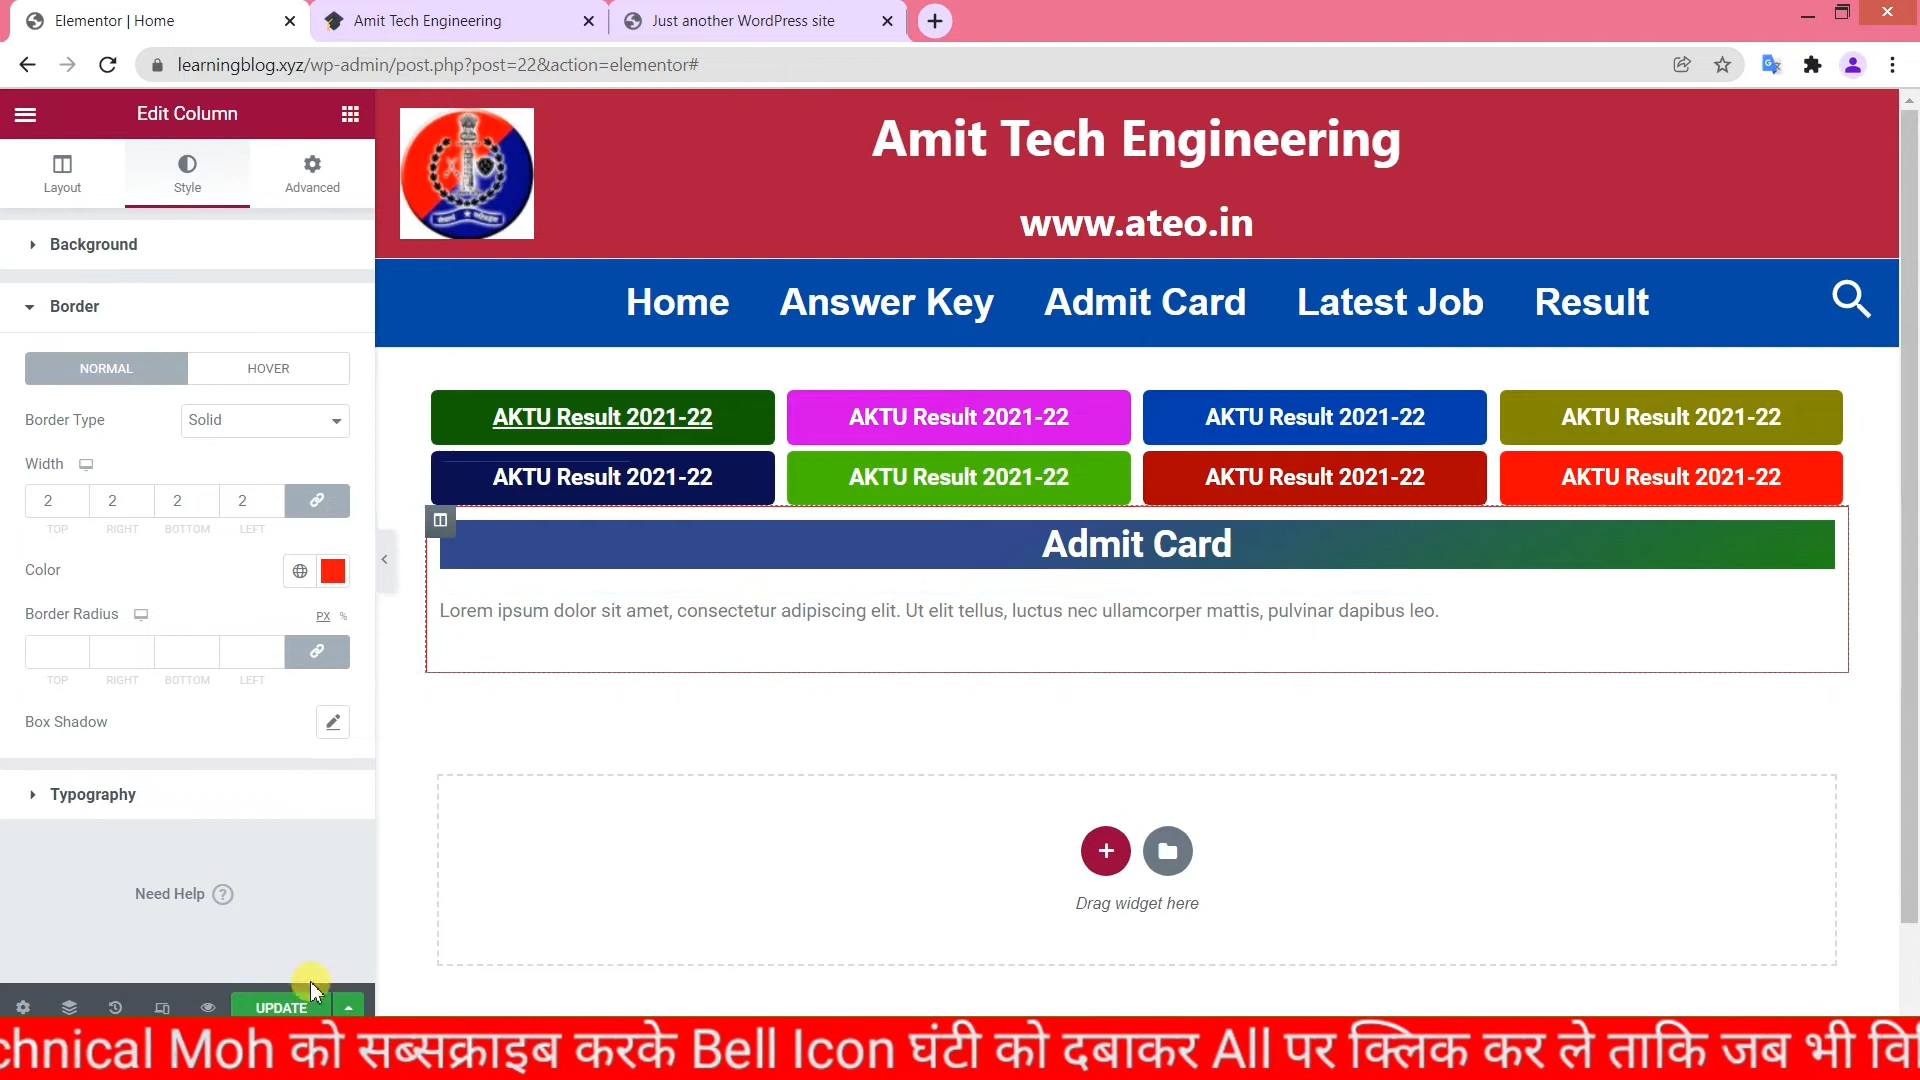 Elementor | Home
Amit Tech Engineering
Just another WordPress site
learningblog.xyz/wp-admin/post.php?post=22&action=elementor#
Edit Column
Layout
Style
Advanced
Background
Border
NORMAL
HOVER
Border Type
Solid
Width
2 2 2 2
TOP RIGHT BOTTOM LEFT
Color
Border Radius
PX %
TOP RIGHT BOTTOM LEFT
Box Shadow
Typography
Need Help ?
UPDATE
Amit Tech Engineering
www.ateo.in
Home Answer Key Admit Card Latest Job Result
AKTU Result 2021-22 AKTU Result 2021-22 AKTU Result 2021-22 AKTU Result 2021-22
AKTU Result 2021-22 AKTU Result 2021-22 AKTU Result 2021-22 AKTU Result 2021-22
Admit Card
Lorem ipsum dolor sit amet, consectetur adipiscing elit. Ut elit tellus, luctus nec ullamcorper mattis, pulvinar dapibus leo.
Drag widget here
chnical Moh को सब्सक्राइब करके Bell Icon घंटी को दबाकर All पर क्लिक कर ले ताकि जब भी वि